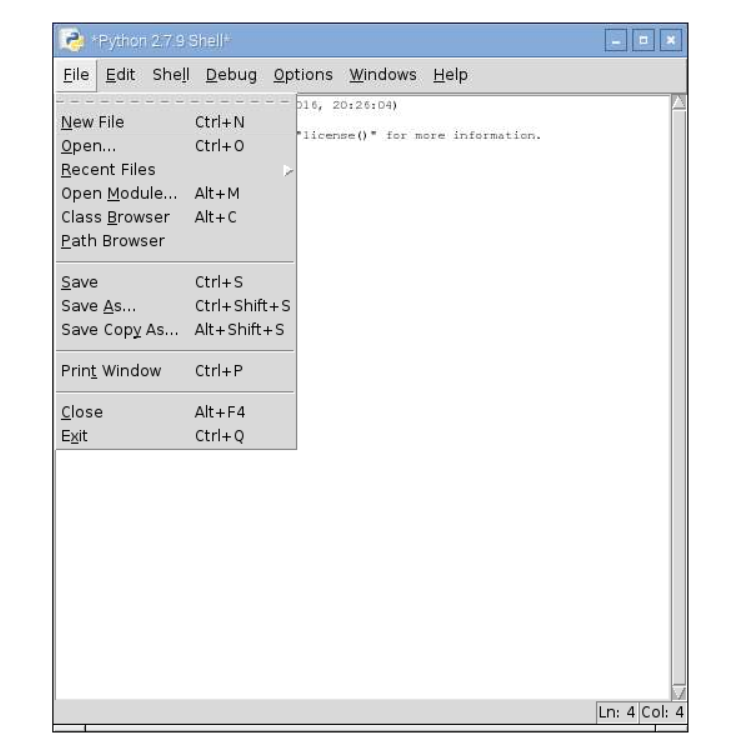 *Python 2.7.9 Shell*
File Edit Shell Debug Options Windows Help
016, 20:26:04)
"license()" for more information.
New File Ctrl+N
Open... Ctrl+O
Recent Files
Open Module... Alt+M
Class Browser Alt+C
Path Browser
Save Ctrl+S
Save As... Ctrl+Shift+S
Save Copy As... Alt+Shift+S
Print Window Ctrl+P
Close Alt+F4
Exit Ctrl+Q
Ln: 4 Col: 4